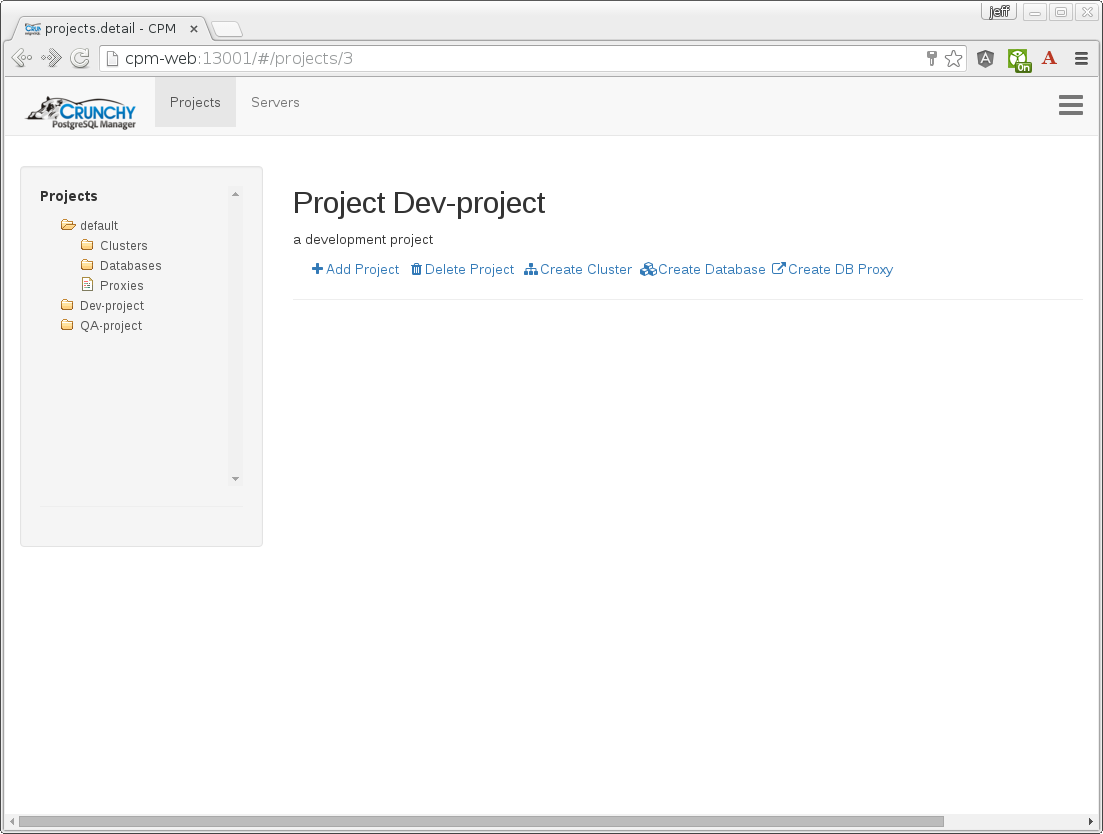 jeff
projects.detail - CPM
cpm-web:13001/#/projects/3
A On A
CRUNCHY
PostgreSQL Manager
Projects Servers
Projects
default
Clusters
Databases
Proxies
Dev-project
QA-project
Project Dev-project
a development project
Add Project Delete Project Create Cluster Create Database Create DB Proxy